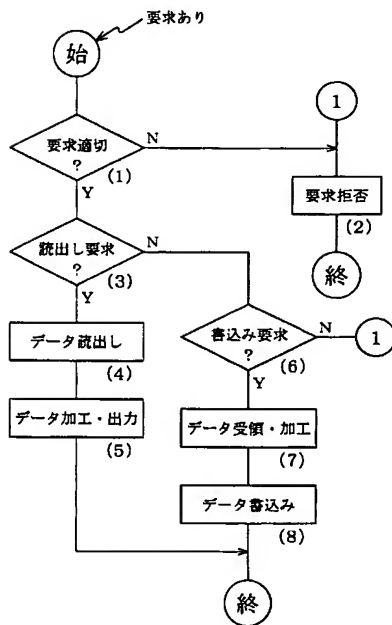 要求あり
始
1
要求適切
?
N
(1)
Y
要求拒否
(2)
終
読出し要求
?
N
(3)
Y
書込み要求
?
N
1
(6)
Y
データ読出し
(4)
データ加工・出力
(5)
データ受領・加工
(7)
データ書込み
(8)
終